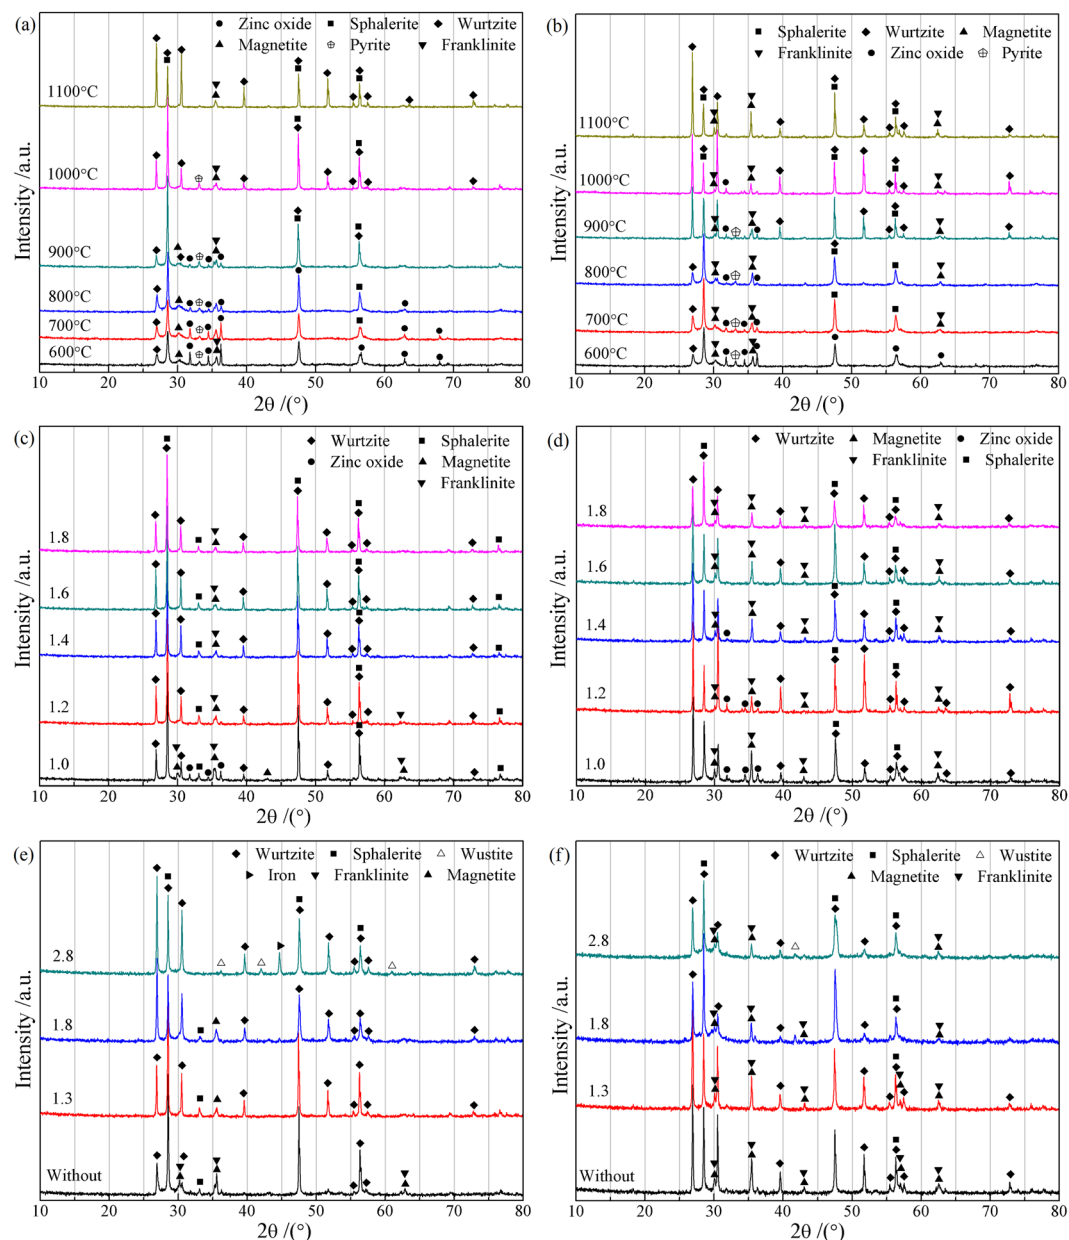 (a)
Zinc oxide Sphalerite Wurtzite
Magnetite Pyrite Franklinite
1100°C
1000°C
900°C
800°C
700°C
600°C
Intensity /a.u.
10 20 30 40 50 60 70 80
2θ /(°)
(b)
Sphalerite Wurtzite Magnetite
Franklinite Zinc oxide Pyrite
1100°C
1000°C
900°C
800°C
700°C
600°C
Intensity /a.u.
10 20 30 40 50 60 70 80
2θ /(°)
(c)
Wurtzite Sphalerite
Zinc oxide Magnetite
Franklinite
1.8
1.6
1.4
1.2
1.0
Intensity /a.u.
10 20 30 40 50 60 70 80
2θ /(°)
(d)
Wurtzite Magnetite Zinc oxide
Franklinite Sphalerite
1.8
1.6
1.4
1.2
1.0
Intensity /a.u.
10 20 30 40 50 60 70 80
2θ /(°)
(e)
Wurtzite Sphalerite Wustite
Iron Franklinite Magnetite
2.8
1.8
1.3
Without
Intensity /a.u.
10 20 30 40 50 60 70 80
2θ /(°)
(f)
Wurtzite Sphalerite Wustite
Magnetite Franklinite
2.8
1.8
1.3
Without
Intensity /a.u.
10 20 30 40 50 60 70 80
2θ /(°)